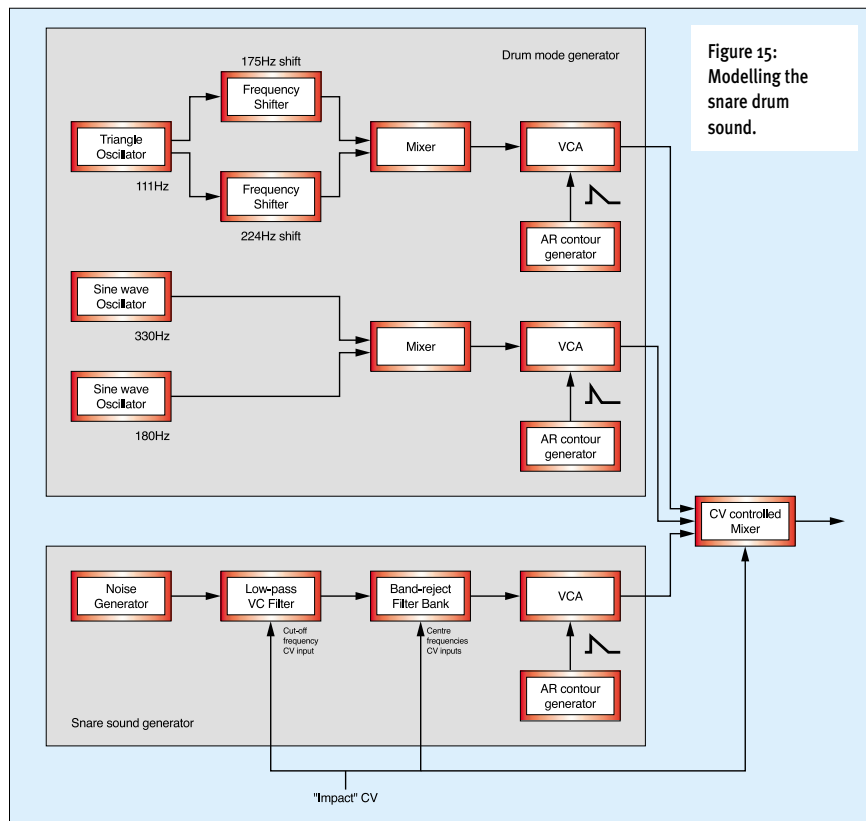 Figure 15:
Modelling the
snare drum
sound.
Drum mode generator
175Hz shift
Frequency
Shifter
Triangle
Oscillator
111Hz
Frequency
Shifter
224Hz shift
Mixer
VCA
AR contour
generator
Sine wave
Oscillator
330Hz
Sine wave
Oscillator
180Hz
Mixer
VCA
AR contour
generator
CV controlled
Mixer
Noise
Generator
Low-pass
VC Filter
Cut-off
frequency
CV input
Band-reject
Filter Bank
Centre
frequencies
CV inputs
VCA
AR contour
generator
Snare sound generator
"Impact" CV